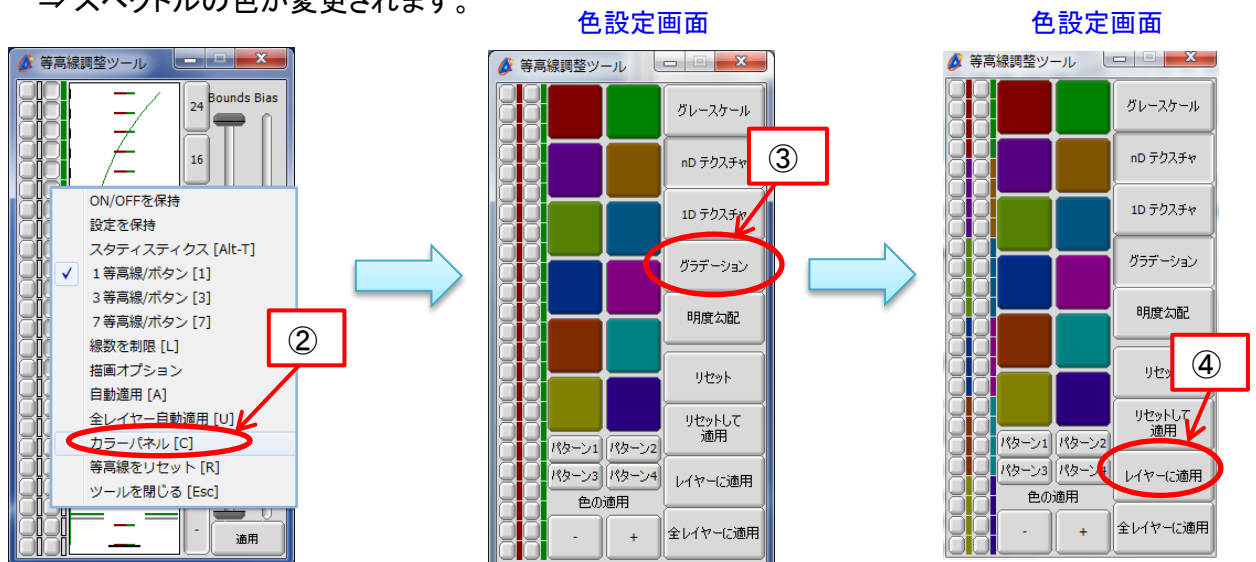 ⇒ スペクトルの色が変更されます。
色設定画面
色設定画面
等高線調整ツール
24
Bounds Bias
16
ON/OFFを保持
設定を保持
スタティスティクス [Alt-T]
✓ 1 等高線/ボタン [1]
3 等高線/ボタン [3]
7 等高線/ボタン [7]
線数を制限 [L]
描画オプション
自動適用 [A]
全レイヤー自動適用 [U]
カラーパネル [C]
等高線をリセット [R]
ツールを閉じる [Esc]
-
適用
②
等高線調整ツール
グレースケール
nD テクスチャ
1D テクスチャ
グラデーション
明度勾配
リセット
リセットして
適用
パターン1 パターン2
パターン3 パターン4
レイヤーに適用
色の適用
- +
全レイヤーに適用
③
等高線調整ツール
グレースケール
nD テクスチャ
1D テクスチャ
グラデーション
明度勾配
リセット
リセットして
適用
パターン1 パターン2
パターン3 パターン4
レイヤーに適用
色の適用
- +
全レイヤーに適用
④